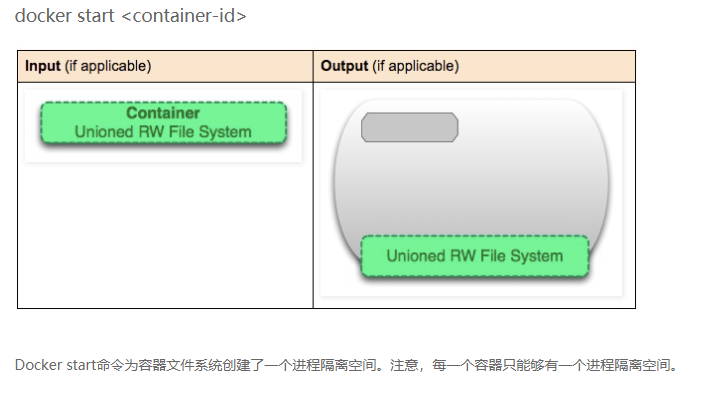 docker start <container-id>
Input (if applicable)
Output (if applicable)
Container
Unioned RW File System
Unioned RW File System
Docker start命令为容器文件系统创建了一个进程隔离空间。注意，每一个容器只能够有一个进程隔离空间。